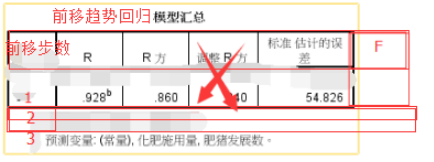 前移趋势回归 模型汇总
前移步数 R R 方 调整 R 方 标准 估计的误差 F
1 .928b .860 40 54.826
2
3 预测变量: (常量), 化肥施用量, 肥猪发展数。